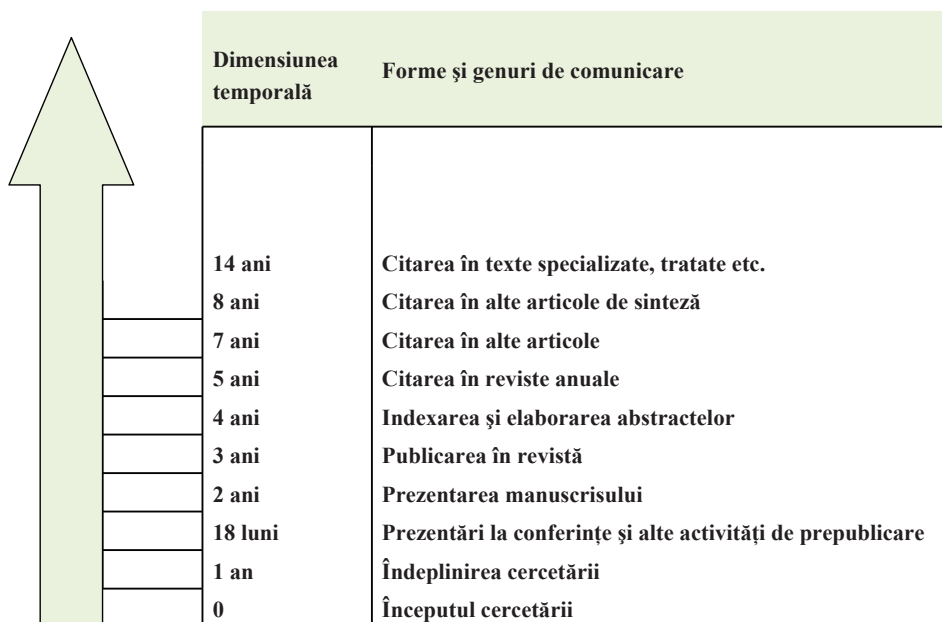 Dimensiunea temporală Forme şi genuri de comunicare
14 ani Citarea în texte specializate, tratate etc.
8 ani Citarea în alte articole de sinteză
7 ani Citarea în alte articole
5 ani Citarea în reviste anuale
4 ani Indexarea şi elaborarea abstractelor
3 ani Publicarea în revistă
2 ani Prezentarea manuscrisului
18 luni Prezentări la conferințe şi alte activități de prepublicare
1 an Îndeplinirea cercetării
0 Începutul cercetării